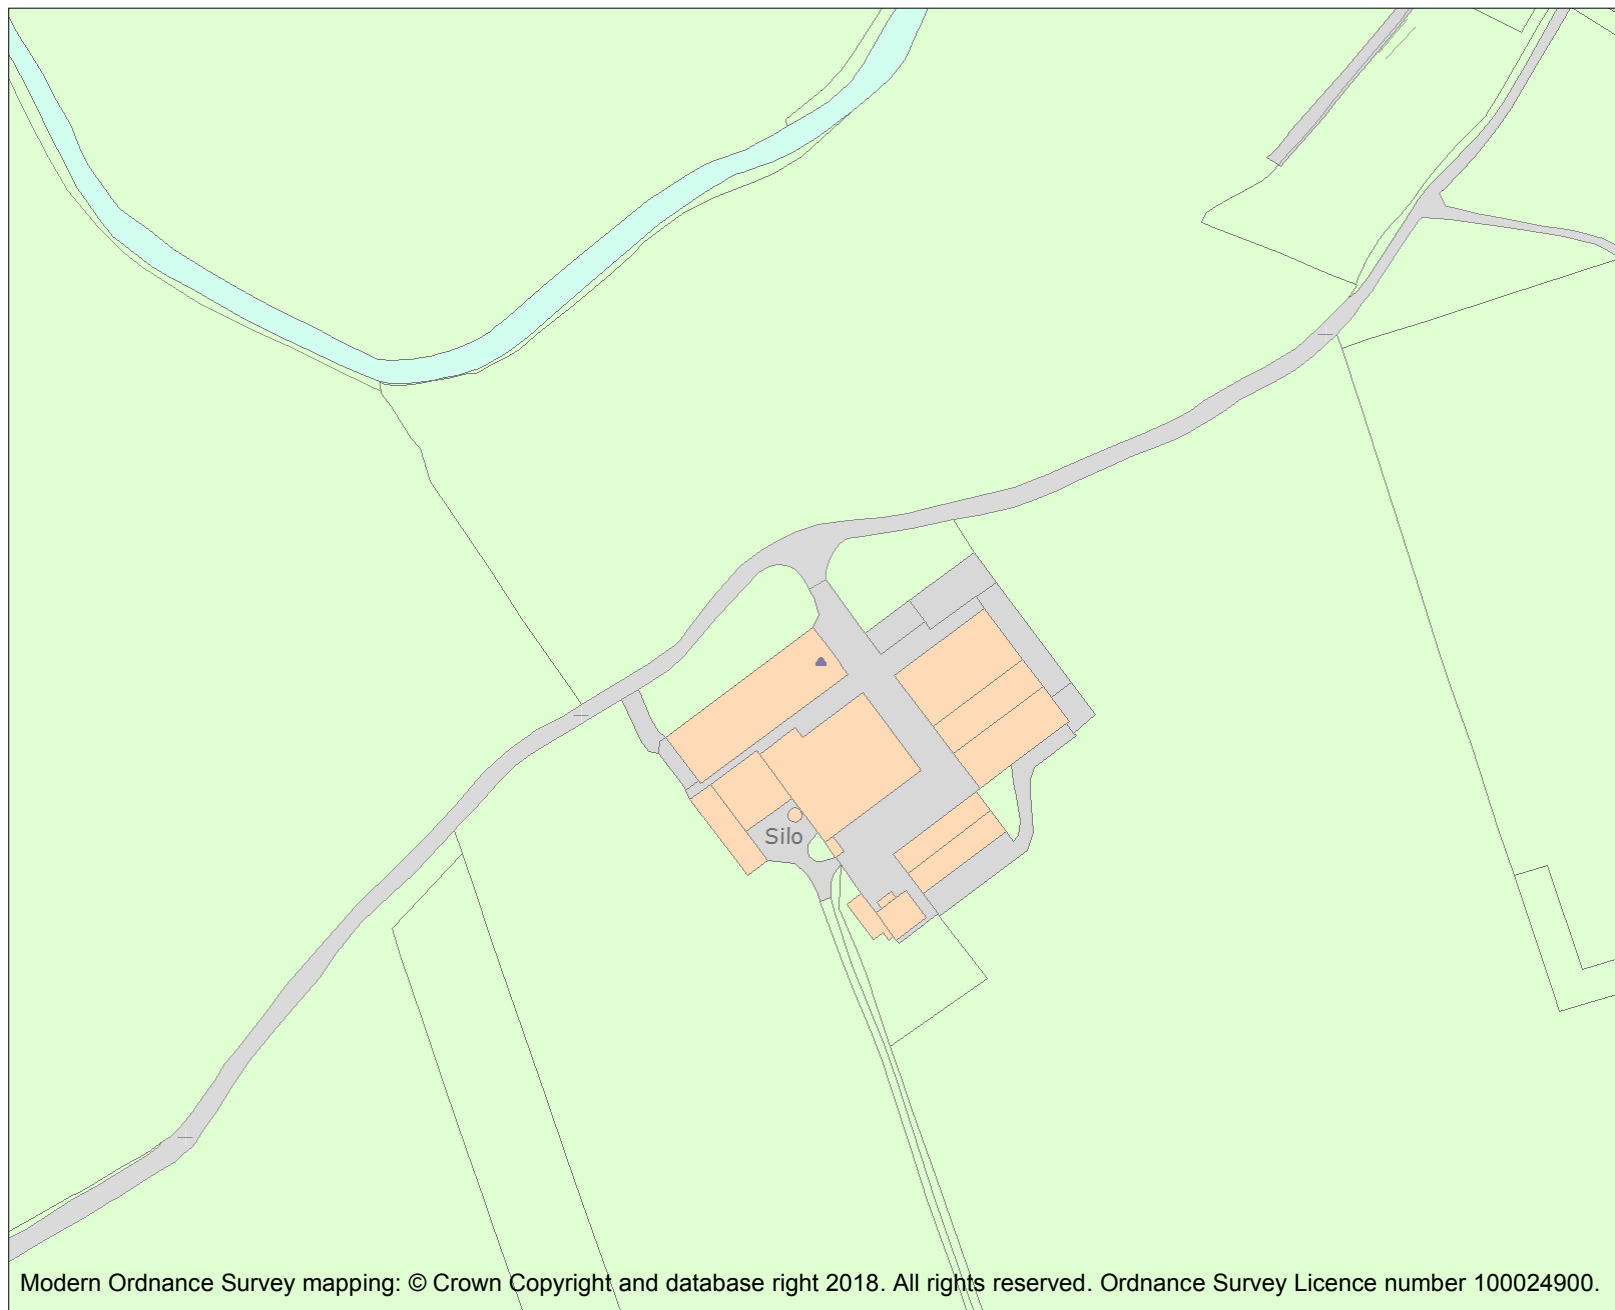 Silo
Modern Ordnance Survey mapping: © Crown Copyright and database right 2018. All rights reserved. Ordnance Survey Licence number 100024900.